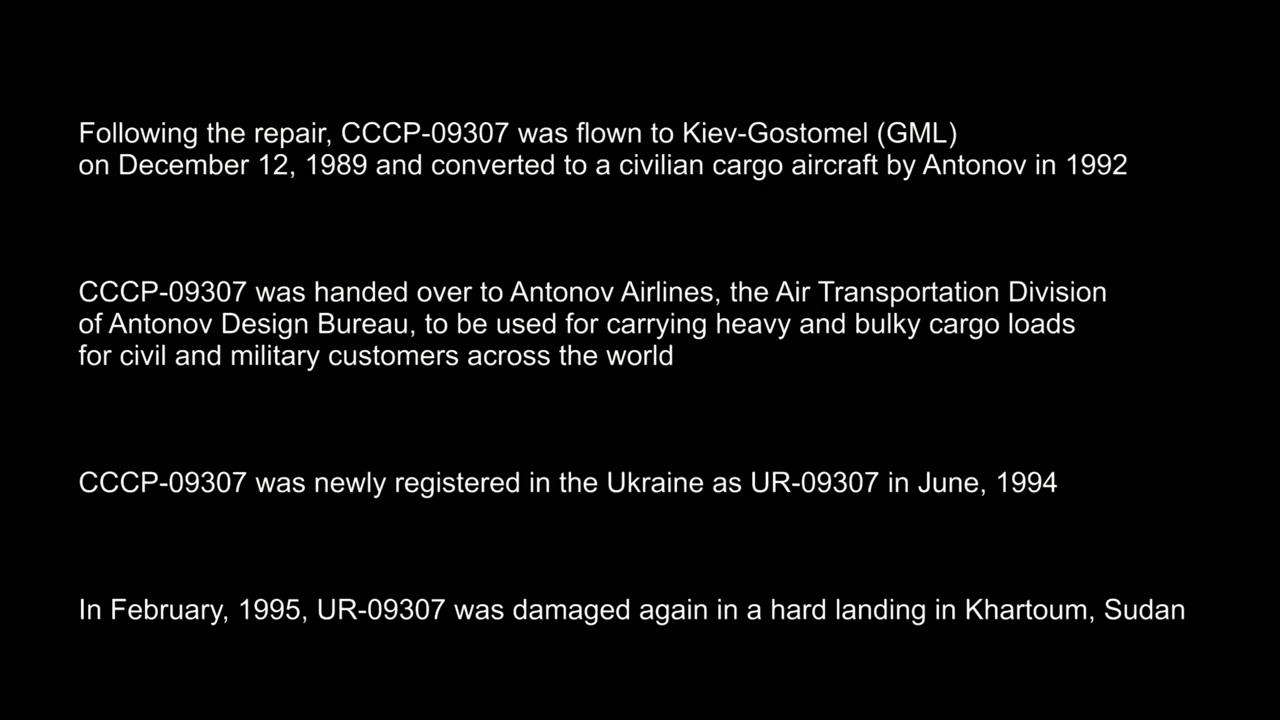 Following the repair, CCCP-09307 was flown to Kiev-Gostomel (GML)
on December 12, 1989 and converted to a civilian cargo aircraft by Antonov in 1992
CCCP-09307 was handed over to Antonov Airlines, the Air Transportation Division
of Antonov Design Bureau, to be used for carrying heavy and bulky cargo loads
for civil and military customers across the world
CCCP-09307 was newly registered in the Ukraine as UR-09307 in June, 1994
In February, 1995, UR-09307 was damaged again in a hard landing in Khartoum, Sudan